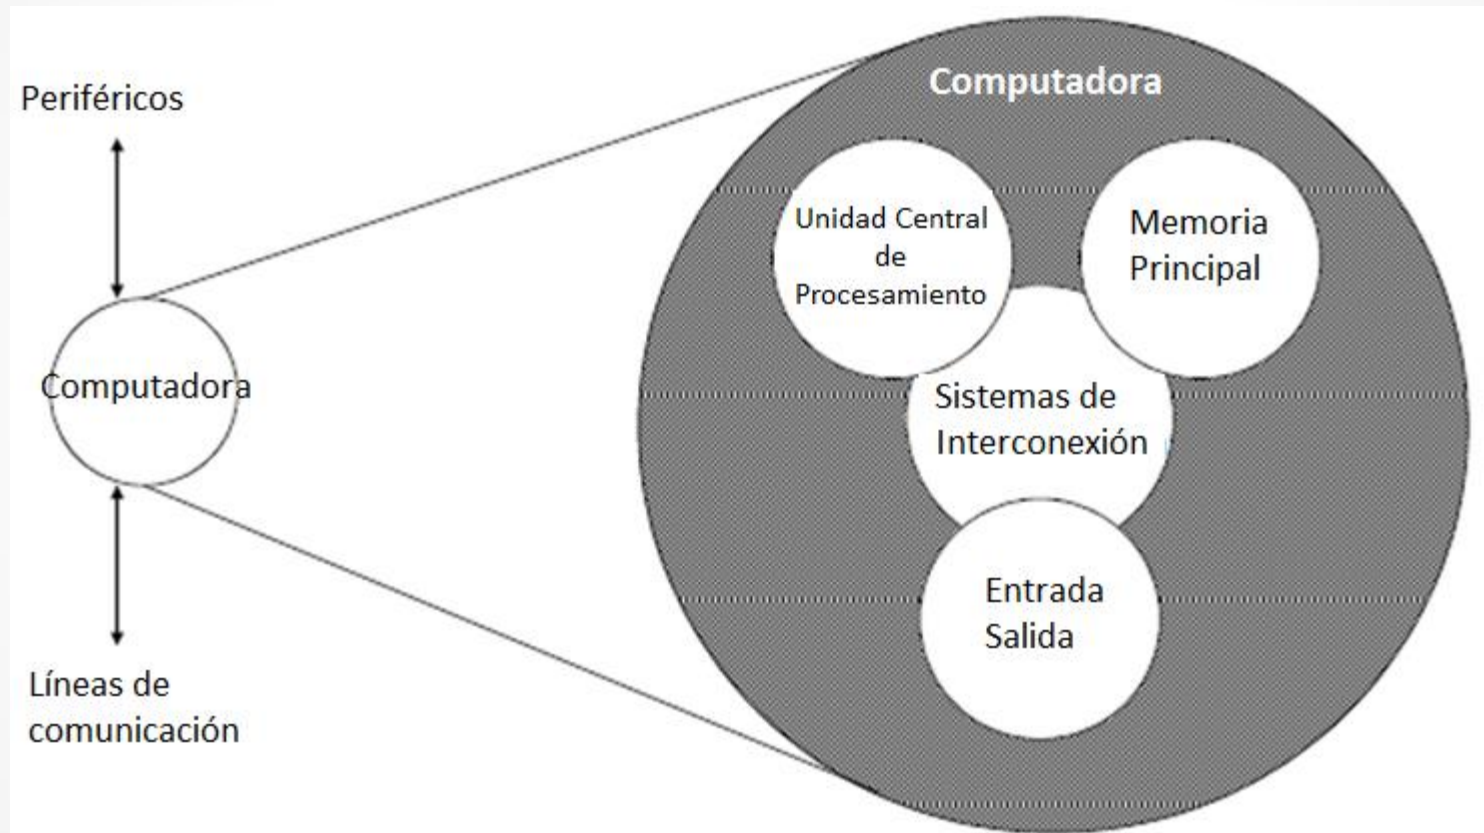 Periféricos
Computadora
Líneas de
comunicación
Computadora
Unidad Central
de
Procesamiento
Memoria
Principal
Sistemas de
Interconexión
Entrada
Salida